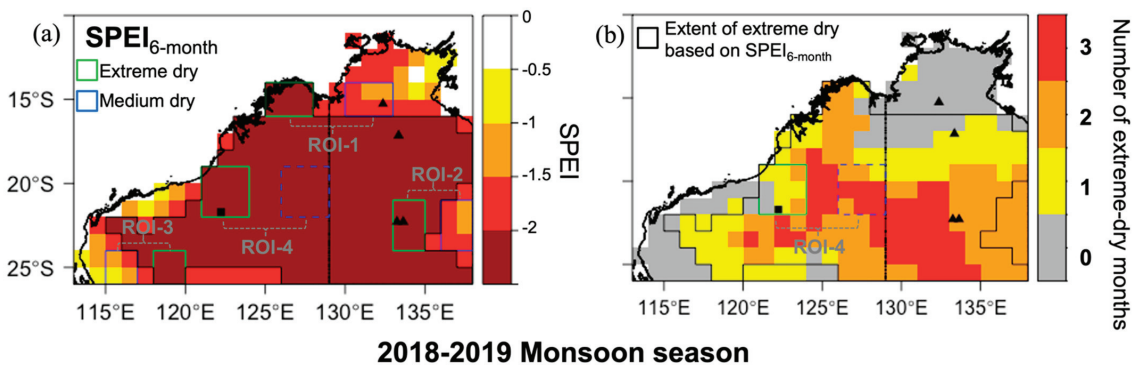 (a)
SPEI6-month
Extreme dry
Medium dry
15°S
20°S
25°S
ROI-1
ROI-2
ROI-3
ROI-4
115°E 120°E 125°E 130°E 135°E
0
-0.5
-1
-1.5
-2
SPEI
(b)
Extent of extreme dry
based on SPEI6-month
ROI-4
115°E 120°E 125°E 130°E 135°E
3
2
1
0
Number of extreme-dry months
2018-2019 Monsoon season